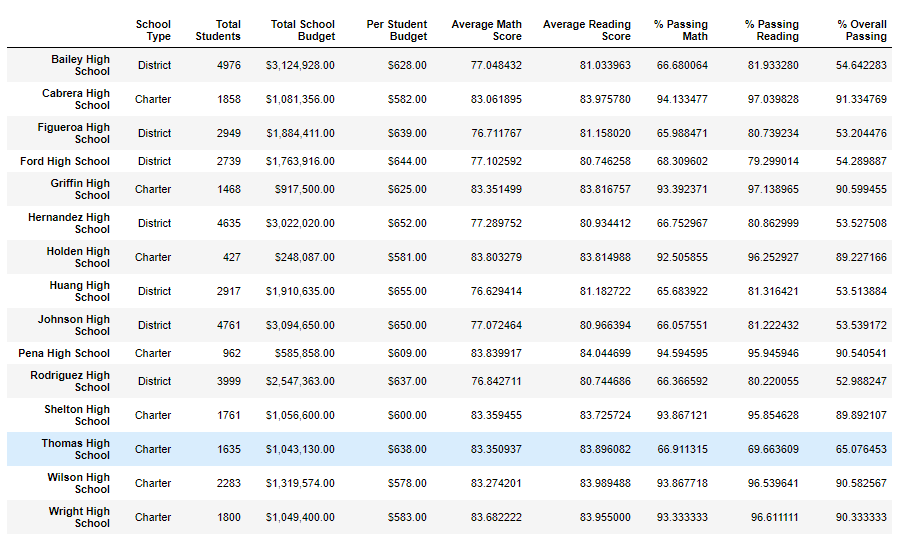 School Type Total Students Total School Budget Per Student Budget Average Math Score Average Reading Score % Passing Math % Passing Reading % Overall Passing
Bailey High School District 4976 $3,124,928.00 $628.00 77.048432 81.033963 66.680064 81.933280 54.642283
Cabrera High School Charter 1858 $1,081,356.00 $582.00 83.061895 83.975780 94.133477 97.039828 91.334769
Figueroa High School District 2949 $1,884,411.00 $639.00 76.711767 81.158020 65.988471 80.739234 53.204476
Ford High School District 2739 $1,763,916.00 $644.00 77.102592 80.746258 68.309602 79.299014 54.289887
Griffin High School Charter 1468 $917,500.00 $625.00 83.351499 83.816757 93.392371 97.138965 90.599455
Hernandez High School District 4635 $3,022,020.00 $652.00 77.289752 80.934412 66.752967 80.862999 53.527508
Holden High School Charter 427 $248,087.00 $581.00 83.803279 83.814988 92.505855 96.252927 89.227166
Huang High School District 2917 $1,910,635.00 $655.00 76.629414 81.182722 65.683922 81.316421 53.513884
Johnson High School District 4761 $3,094,650.00 $650.00 77.072464 80.966394 66.057551 81.222432 53.539172
Pena High School Charter 962 $585,858.00 $609.00 83.839917 84.044699 94.594595 95.945946 90.540541
Rodriguez High School District 3999 $2,547,363.00 $637.00 76.842711 80.744686 66.366592 80.220055 52.988247
Shelton High School Charter 1761 $1,056,600.00 $600.00 83.359455 83.725724 93.867121 95.854628 89.892107
Thomas High School Charter 1635 $1,043,130.00 $638.00 83.350937 83.896082 66.911315 69.663609 65.076453
Wilson High School Charter 2283 $1,319,574.00 $578.00 83.274201 83.989488 93.867718 96.539641 90.582567
Wright High School Charter 1800 $1,049,400.00 $583.00 83.682222 83.955000 93.333333 96.611111 90.333333